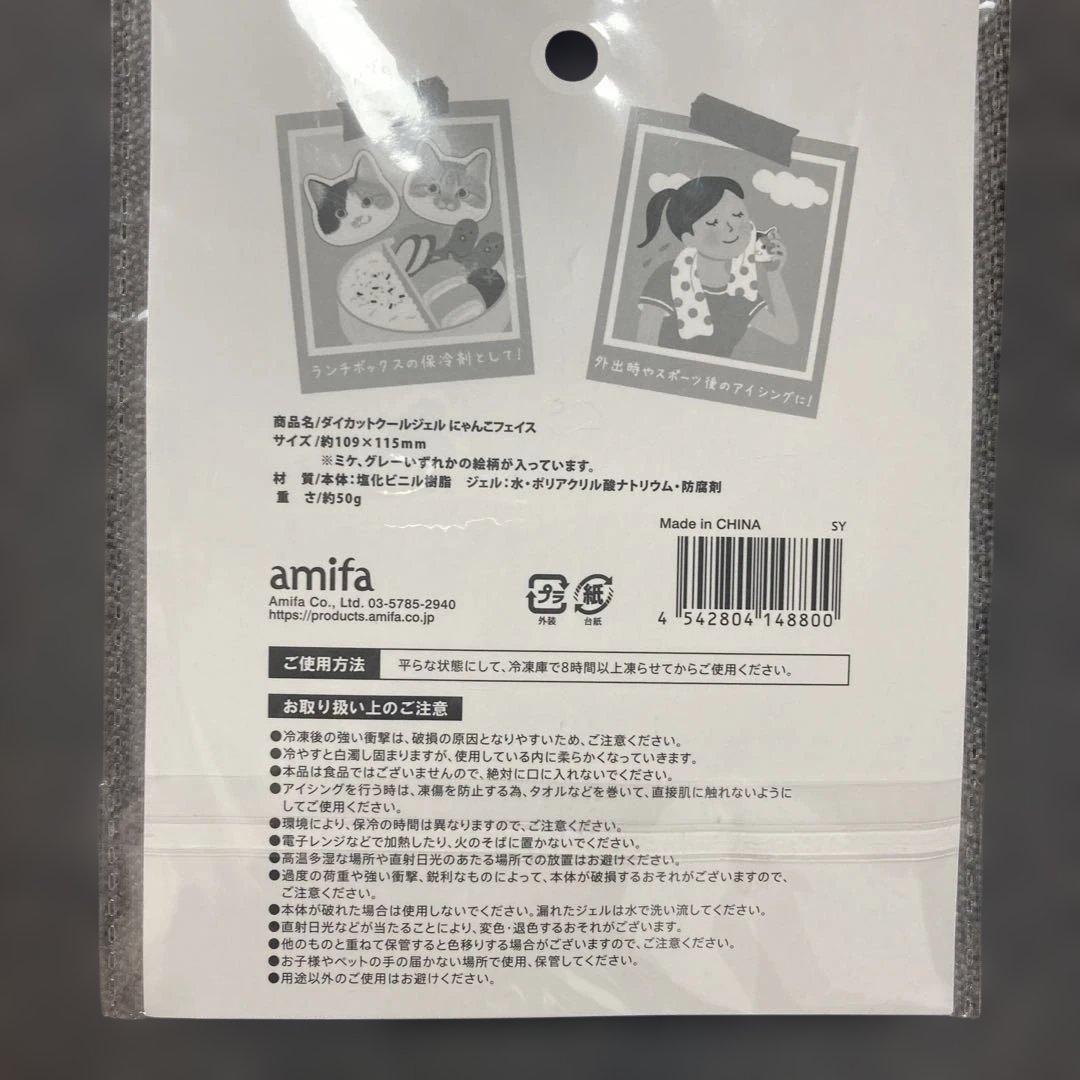 ランチボックスの保冷剤として!
外出時やスポーツ後のアイシングに!
商品名/ダイカットクールジェル にゃんこフェイス
サイズ/約109×115mm
※ミケ、グレーいずれかの絵柄が入っています。
材 質/本体:塩化ビニル樹脂 ジェル:水・ポリアクリル酸ナトリウム・防腐剤
重 さ/約50g
Made in CHINA SY
amifa
Amifa Co., Ltd. 03-5785-2940
https://products.amifa.co.jp
プラ 紙
外装 台紙
4 542804 148800
ご使用方法 平らな状態にして、冷凍庫で8時間以上凍らせてからご使用ください。
お取り扱い上のご注意
●冷凍後の強い衝撃は、破損の原因となりやすいため、ご注意ください。
●冷やすと白濁し固まりますが、使用している内に柔らかくなっていきます。
●本品は食品ではございませんので、絶対に口に入れないでください。
●アイシングを行う時は、凍傷を防止する為、タオルなどを巻いて、直接肌に触れないように
してご使用ください。
●環境により、保冷の時間は異なりますので、ご注意ください。
●電子レンジなどで加熱したり、火のそばに置かないでください。
●高温多湿な場所や直射日光のあたる場所での放置はお避けください。
●過度の荷重や強い衝撃、鋭利なものによって、本体が破損するおそれがございますので、
ご注意ください。
●本体が破れた場合は使用しないでください。漏れたジェルは水で洗い流してください。
●直射日光などが当たることにより、変色・退色するおそれがございます。
●他のものと重ねて保管すると色移りする場合がございますので、ご注意ください。
●お子様やペットの手の届かない場所で使用、保管してください。
●用途以外のご使用はお避けください。